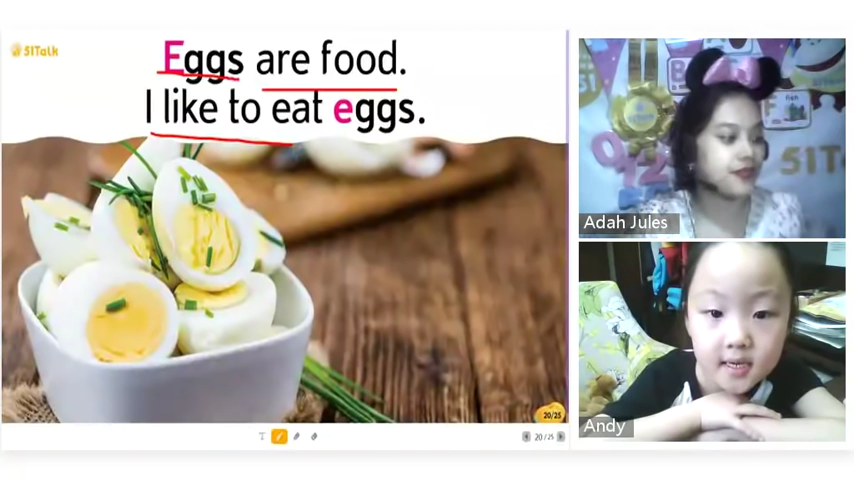 51Talk
Eggs are food.
I like to eat eggs.
20/25
T
20/25
Adah Jules
Andy